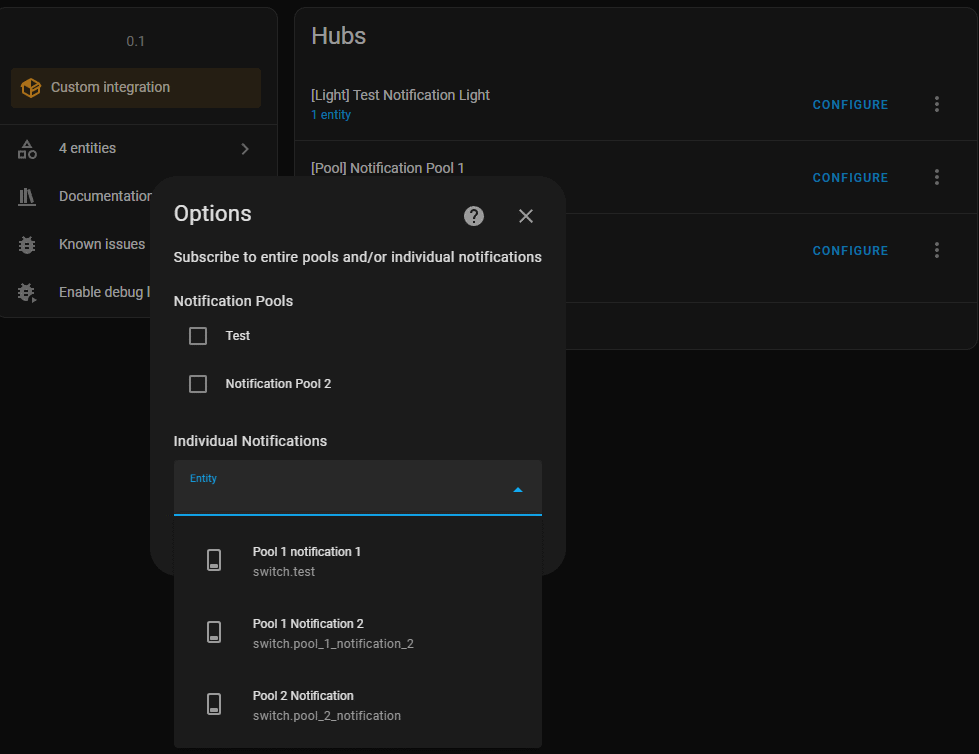 0.1
Custom integration
4 entities
Documentation
Known issues
Enable debug l
Hubs
[Light] Test Notification Light
1 entity
CONFIGURE
[Pool] Notification Pool 1
CONFIGURE
CONFIGURE
Options
Subscribe to entire pools and/or individual notifications
Notification Pools
Test
Notification Pool 2
Individual Notifications
Entity
Pool 1 notification 1
switch.test
Pool 1 Notification 2
switch.pool_1_notification_2
Pool 2 Notification
switch.pool_2_notification